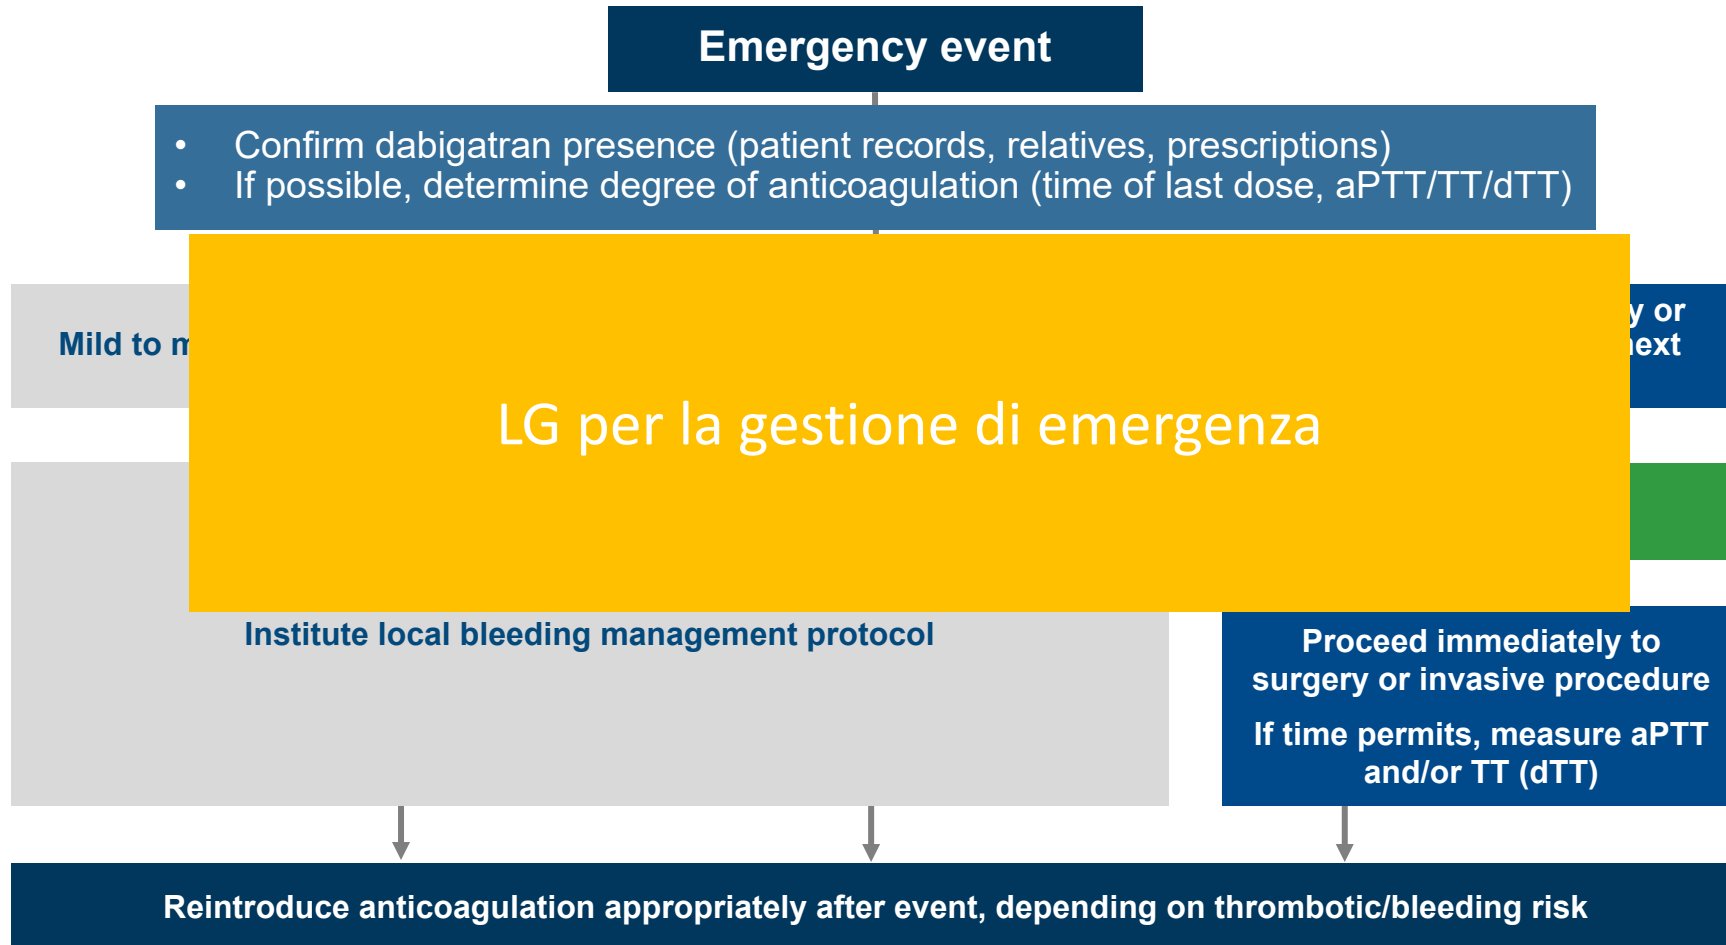 Emergency event
• Confirm dabigatran presence (patient records, relatives, prescriptions)
• If possible, determine degree of anticoagulation (time of last dose, aPTT/TT/dTT)
Mild to
or
LG per la gestione di emergenza
Institute local bleeding management protocol
Proceed immediately to
surgery or invasive procedure
If time permits, measure aPTT
and/or TT (dTT)
Reintroduce anticoagulation appropriately after event, depending on thrombotic/bleeding risk